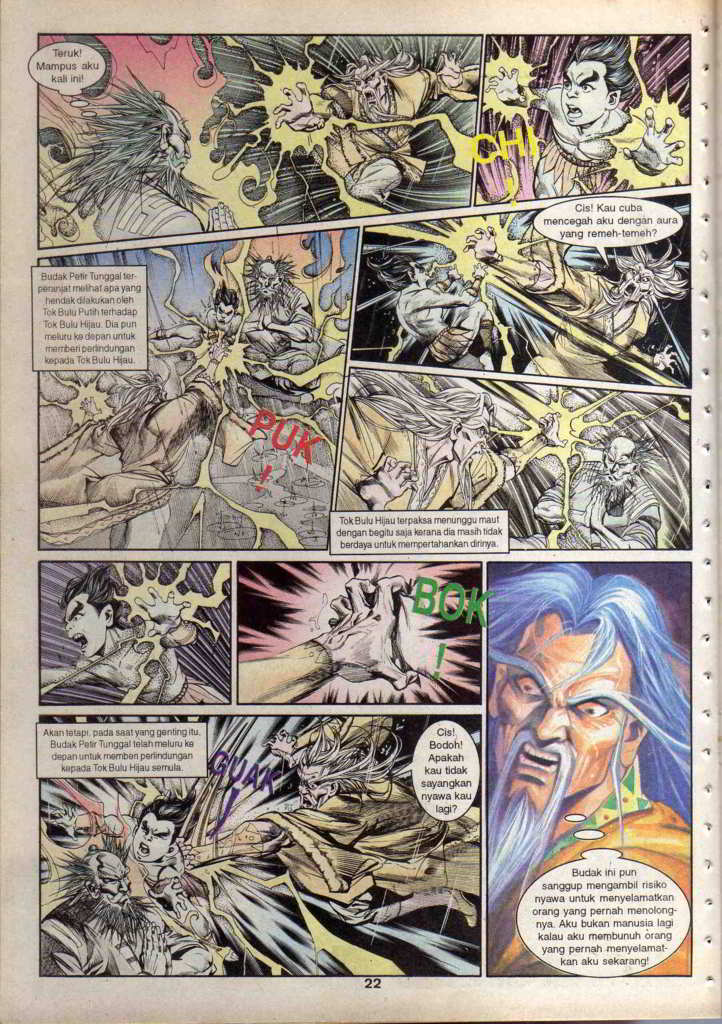 Teruk!
Mampus aku
kali ini!
CHI
!
Cis! Kau cuba
mencegah aku dengan aura
yang remeh-temeh?
Budak Petir Tunggal ter-
peranjat melihat apa yang
hendak dilakukan oleh
Tok Bulu Putih terhadap
Tok Bulu Hijau. Dia pun
meluru ke depan untuk
memberi perlindungan
kepada Tok Bulu Hijau.
PUK
!
Tok Bulu Hijau terpaksa menunggu maut
dengan begitu saja kerana dia masih tidak
berdaya untuk mempertahankan dirinya.
BOK
!
Akan tetapi, pada saat yang genting itu,
Budak Petir Tunggal telah meluru ke
depan untuk memberi perlindungan
kepada Tok Bulu Hijau semula.
GUAK
!
Cis!
Bodoh!
Apakah
kau tidak
sayangkan
nyawa kau
lagi?
Budak ini pun
sanggup mengambil risiko
nyawa untuk menyelamatkan
orang yang pernah menolong-
nya. Aku bukan manusia lagi
kalau aku membunuh orang
yang pernah menyelamat-
kan aku sekarang!
22